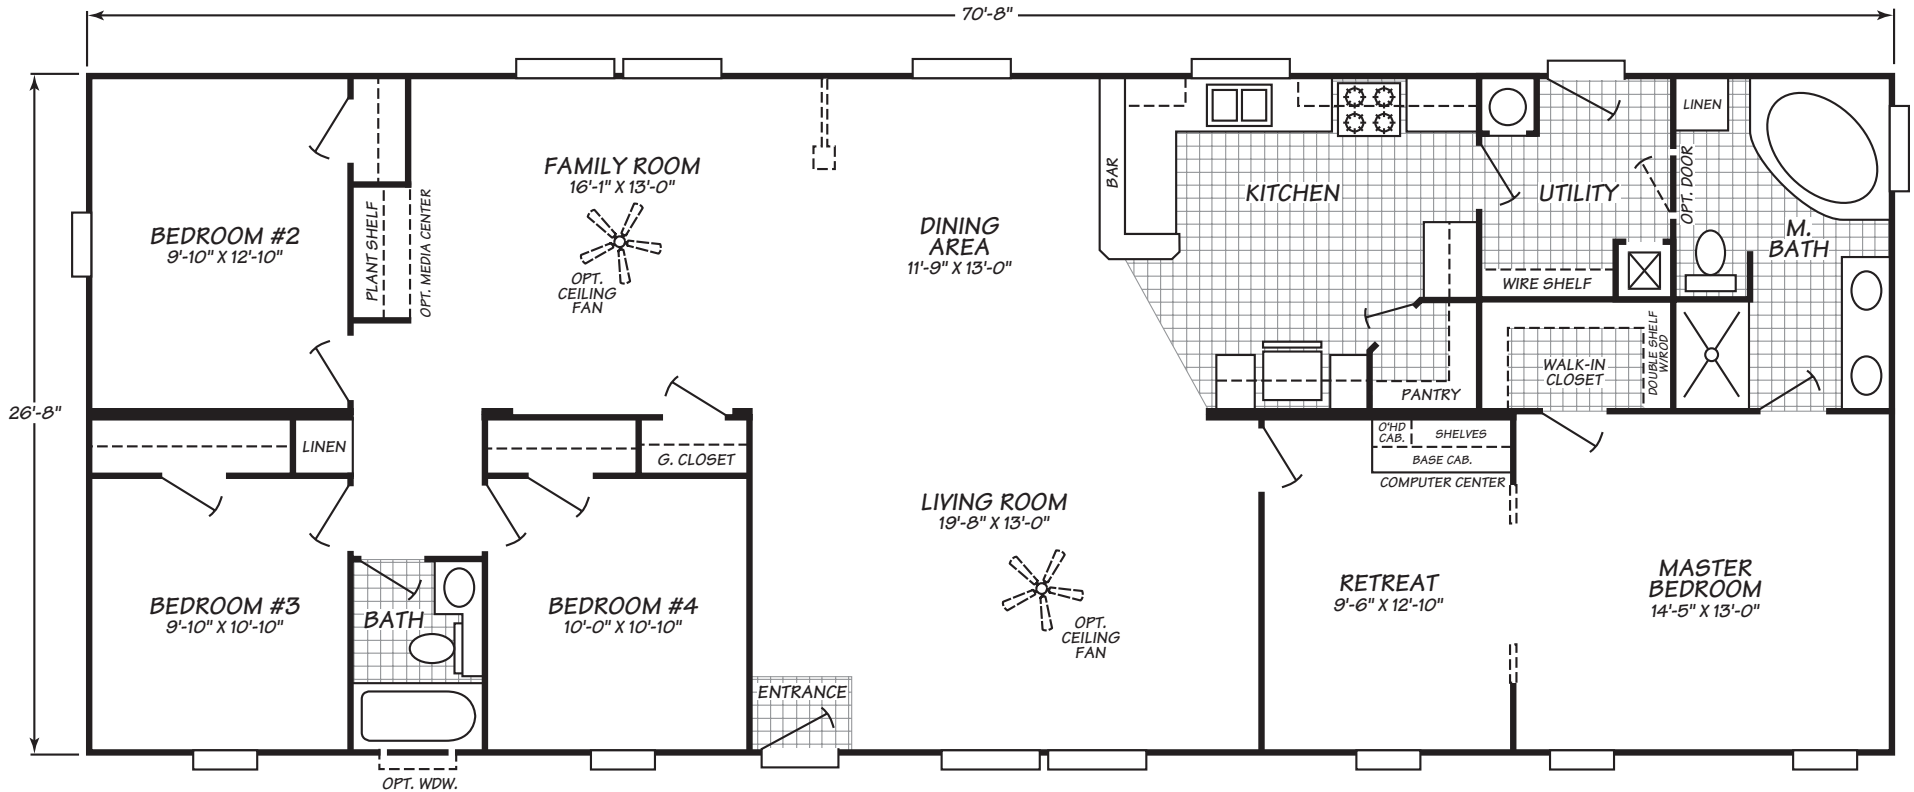 70'-8"
26'-8"
BEDROOM #2
9'-10" X 12'-10"
PLANT SHELF
OPT. MEDIA CENTER
FAMILY ROOM
16'-1" X 13'-0"
OPT.
CEILING
FAN
DINING
AREA
11'-9" X 13'-0"
BAR
KITCHEN
UTILITY
WIRE SHELF
OPT. DOOR
LINEN
M.
BATH
PANTRY
WALK-IN
CLOSET
DOUBLE SHELF
W/ROD
LINEN
G. CLOSET
O'HD
CAB.
SHELVES
BASE CAB.
COMPUTER CENTER
BEDROOM #3
9'-10" X 10'-10"
BATH
OPT. WDW.
BEDROOM #4
10'-0" X 10'-10"
LIVING ROOM
19'-8" X 13'-0"
OPT.
CEILING
FAN
ENTRANCE
RETREAT
9'-6" X 12'-10"
MASTER
BEDROOM
14'-5" X 13'-0"